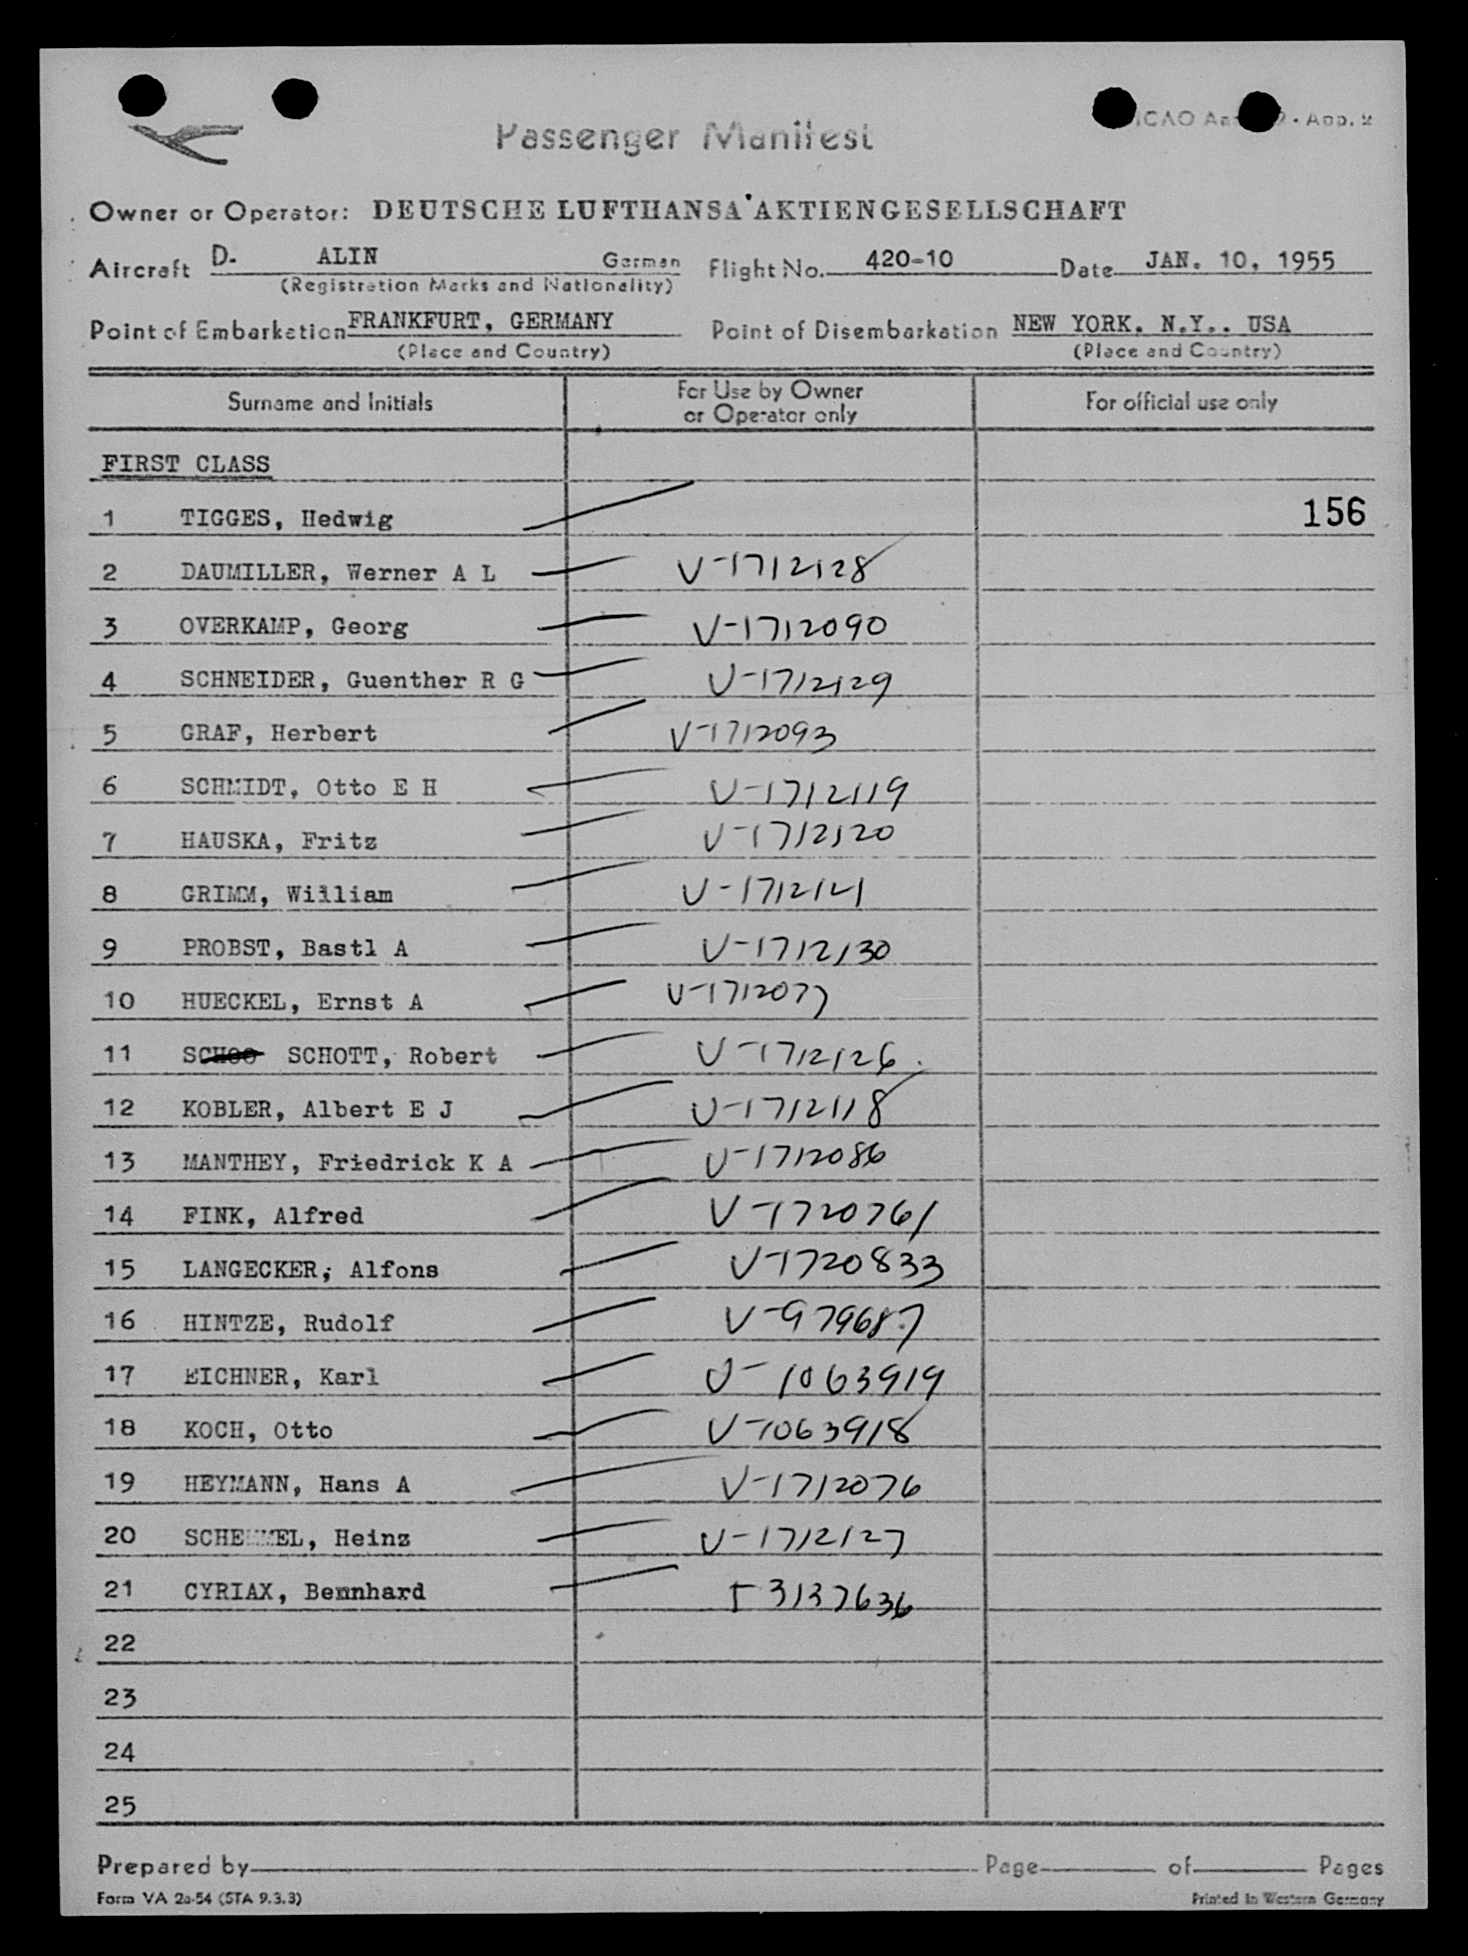 Passenger Manifest
ICAO App. 2
Owner or Operator: DEUTSCHE LUFTHANSA AKTIENGESELLSCHAFT
Aircraft D- ALIN German Flight No. 420-10 Date JAN. 10, 1955
(Registration Marks and Nationality)
Point of Embarkation FRANKFURT, GERMANY Point of Disembarkation NEW YORK. N.Y.. USA
(Place and Country) (Place and Country)
Surname and Initials For Use by Owner or Operator only For official use only
FIRST CLASS
1 TIGGES, Hedwig 156
2 DAUMILLER, Werner A L V-1712128
3 OVERKAMP, Georg V-1712090
4 SCHNEIDER, Guenther R G V-1712129
5 GRAF, Herbert V-1712093
6 SCHMIDT, Otto E H V-1712119
7 HAUSKA, Fritz V-1712120
8 GRIMM, William V-1712121
9 PROBST, Bastl A V-1712130
10 HUECKEL, Ernst A V-1712077
11 SCHOO SCHOTT, Robert V-1712126
12 KOBLER, Albert E J V-1712118
13 MANTHEY, Friedrick K A V-1712086
14 FINK, Alfred V-1720761
15 LANGECKER, Alfons V-1720833
16 HINTZE, Rudolf V-979687
17 EICHNER, Karl V-1063919
18 KOCH, Otto V-1063918
19 HEYMANN, Hans A V-1712076
20 SCHEMMEL, Heinz V-1712127
21 CYRIAX, Bennhard 3137636
22
23
24
25
Prepared by Page of Pages
Form VA 2a-54 (STA 9.3.3) Printed in Western Germany